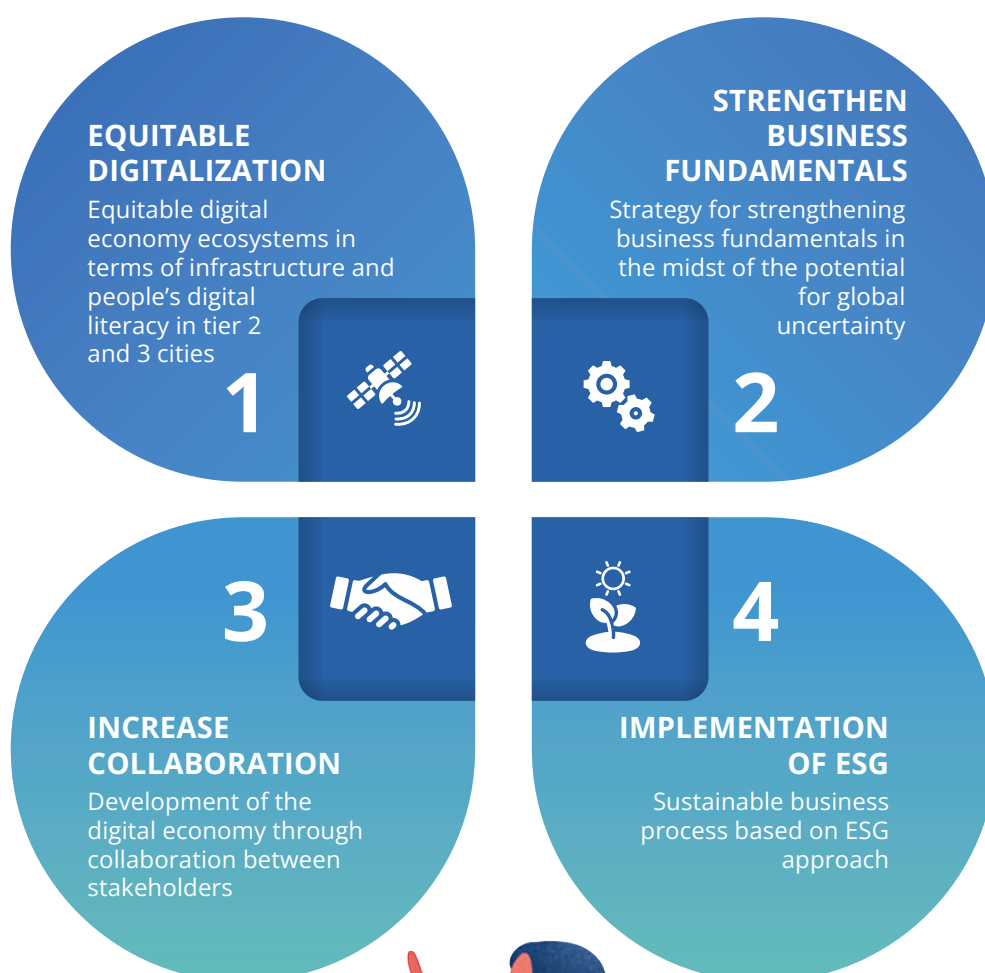 EQUITABLE
DIGITALIZATION
Equitable digital
economy ecosystems in
terms of infrastructure and
people’s digital
literacy in tier 2
and 3 cities
1
STRENGTHEN
BUSINESS
FUNDAMENTALS
Strategy for strengthening
business fundamentals in
the midst of the potential
for global
uncertainty
2
3
INCREASE
COLLABORATION
Development of the
digital economy through
collaboration between
stakeholders
4
IMPLEMENTATION
OF ESG
Sustainable business
process based on ESG
approach